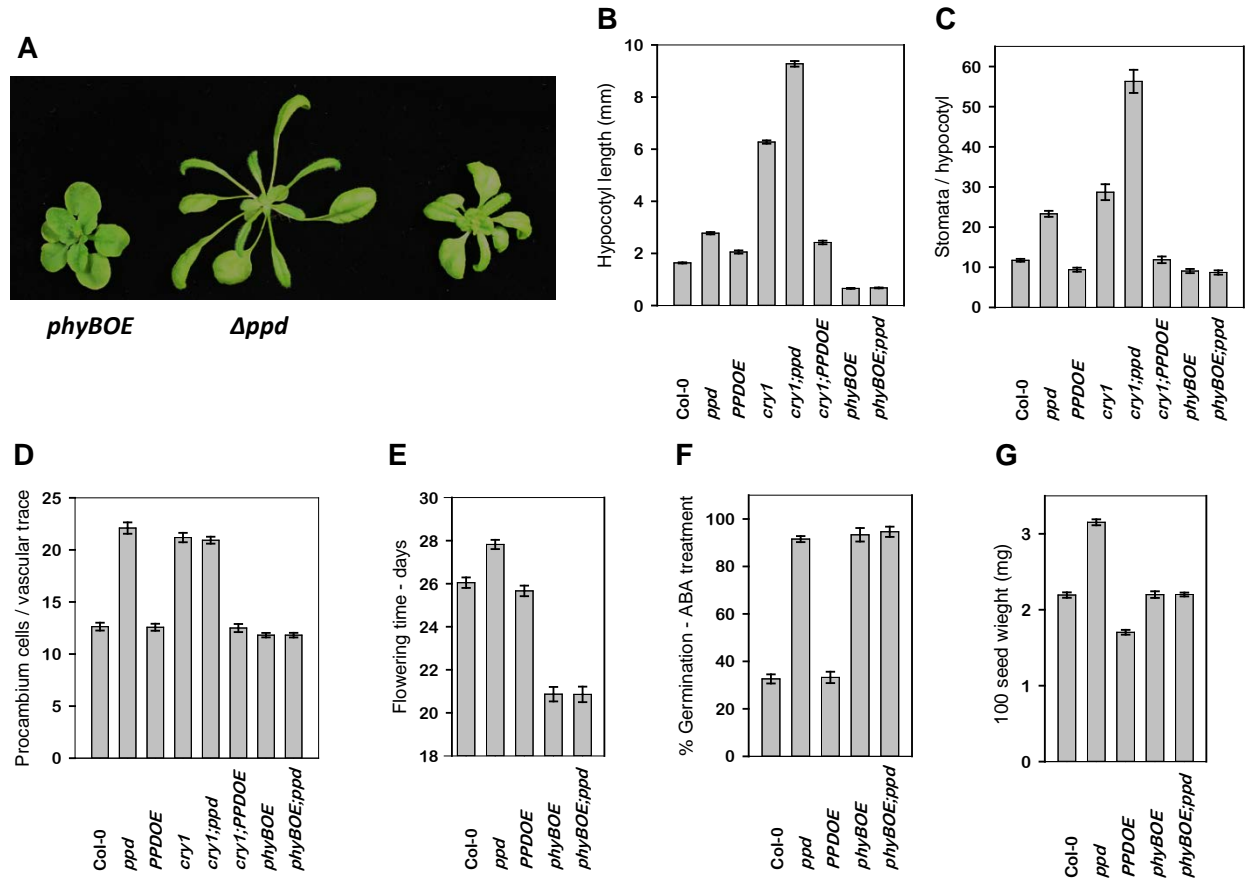 A
phyBOE
Δppd
B
Hypocotyl length (mm)
10
8
6
4
2
0
Col-0
ppd
PPDOE
cry1
cry1;ppd
cry1;PPDOE
phyBOE
phyBOE;ppd
C
Stomata / hypocotyl
60
50
40
30
20
10
0
Col-0
ppd
PPDOE
cry1
cry1;ppd
cry1;PPDOE
phyBOE
phyBOE;ppd
D
Procambium cells / vascular trace
25
20
15
10
5
0
Col-0
ppd
PPDOE
cry1
cry1;ppd
cry1;PPDOE
phyBOE
phyBOE;ppd
E
Flowering time - days
30
28
26
24
22
20
18
Col-0
ppd
PPDOE
phyBOE
phyBOE;ppd
F
% Germination - ABA treatment
100
80
60
40
20
0
Col-0
ppd
PPDOE
phyBOE
phyBOE;ppd
G
100 seed wieght (mg)
3
2
1
0
Col-0
ppd
PPDOE
phyBOE
phyBOE;ppd